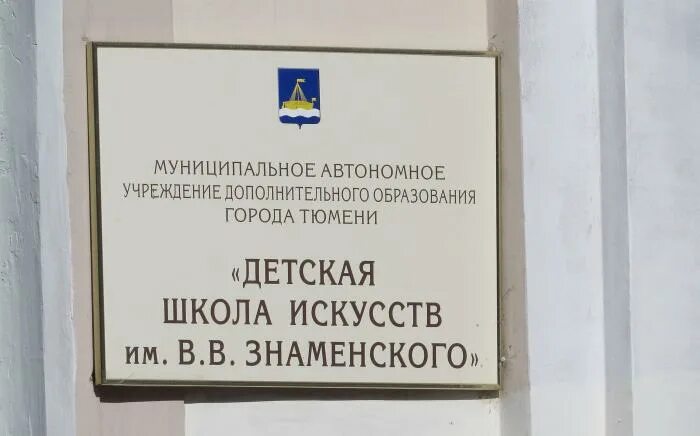 МУНИЦИПАЛЬНОЕ АВТОНОМНОЕ
УЧРЕЖДЕНИЕ ДОПОЛНИТЕЛЬНОГО ОБРАЗОВАНИЯ
ГОРОДА ТЮМЕНИ
«ДЕТСКАЯ
ШКОЛА ИСКУССТВ
им. В.В. ЗНАМЕНСКОГО»